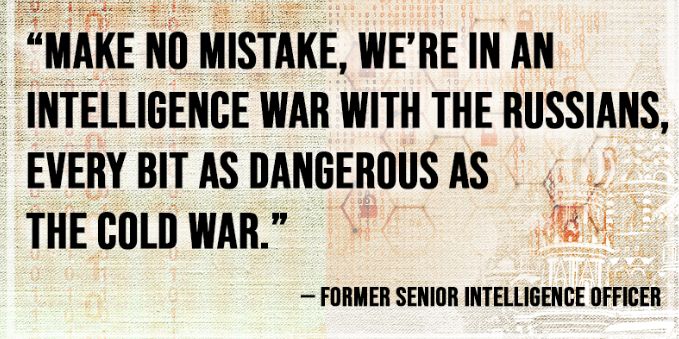 “MAKE NO MISTAKE, WE’RE IN AN
INTELLIGENCE WAR WITH THE RUSSIANS,
EVERY BIT AS DANGEROUS AS
THE COLD WAR.”
– FORMER SENIOR INTELLIGENCE OFFICER